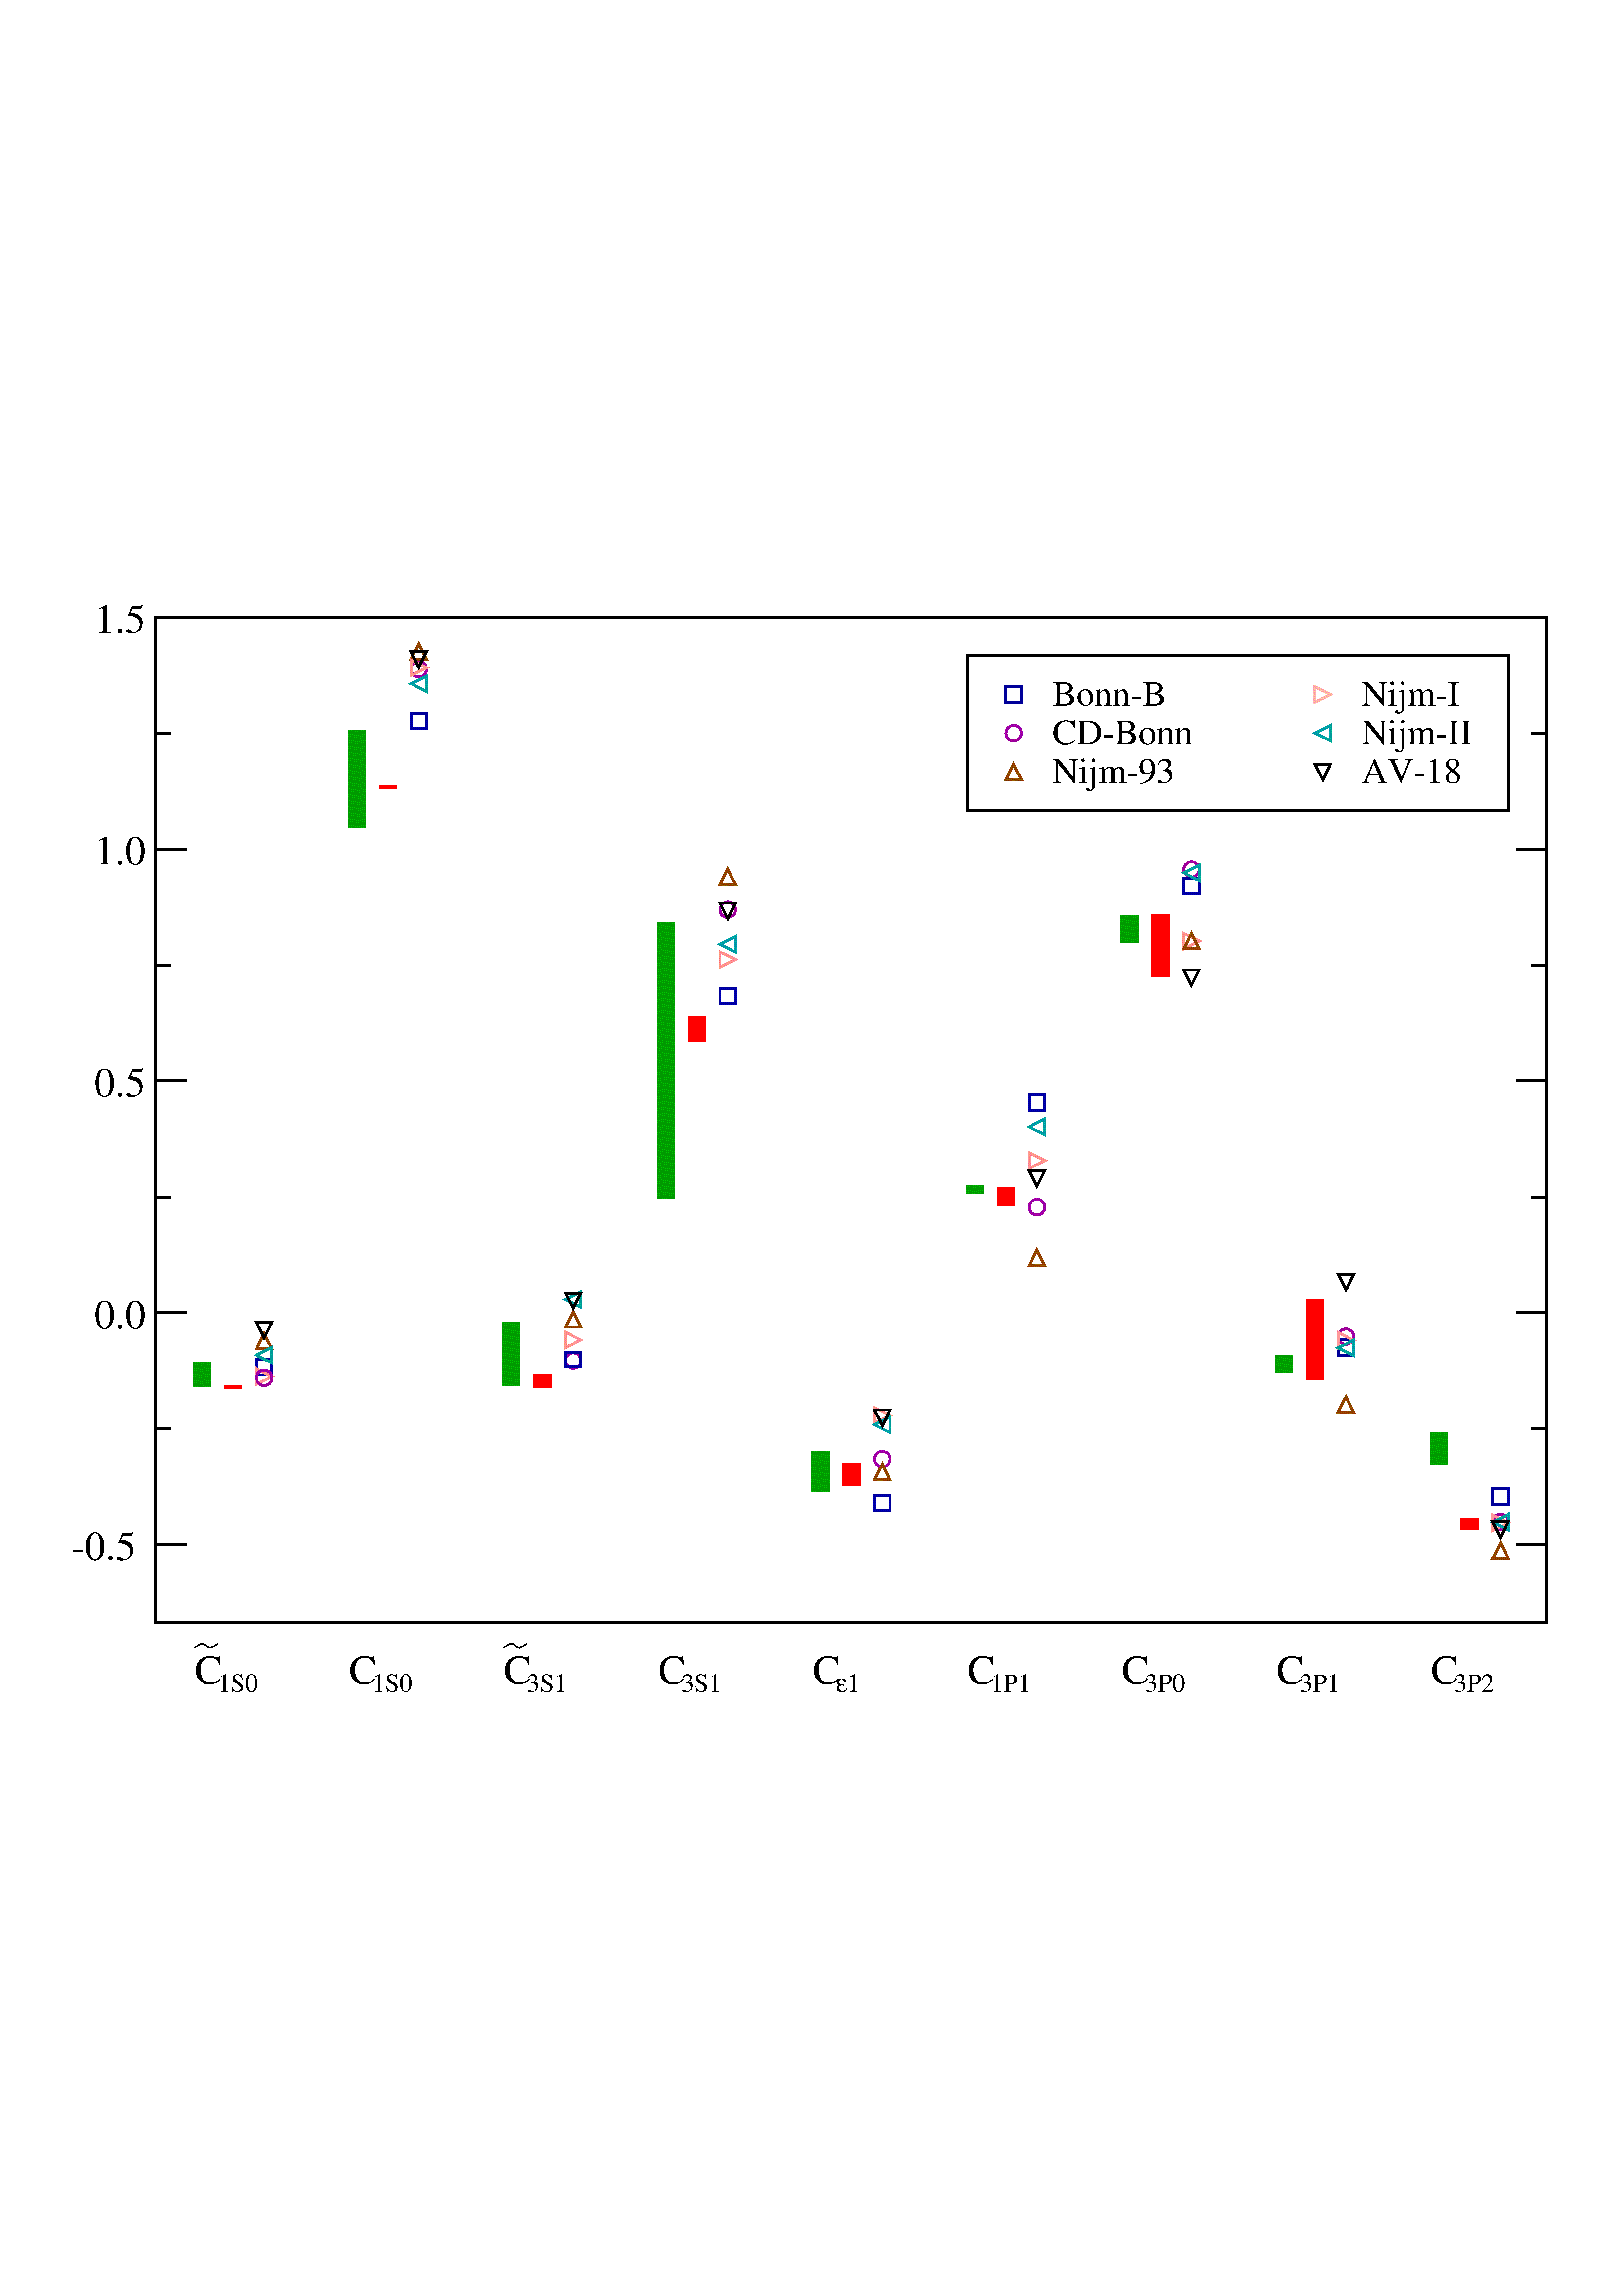 1.5
Bonn-B Nijm-I
CD-Bonn Nijm-II
Nijm-93 AV-18
1.0
0.5
0.0
-0.5
C̃1S0 C1S0 C̃3S1 C3S1 Cε1 C1P1 C3P0 C3P1 C3P2